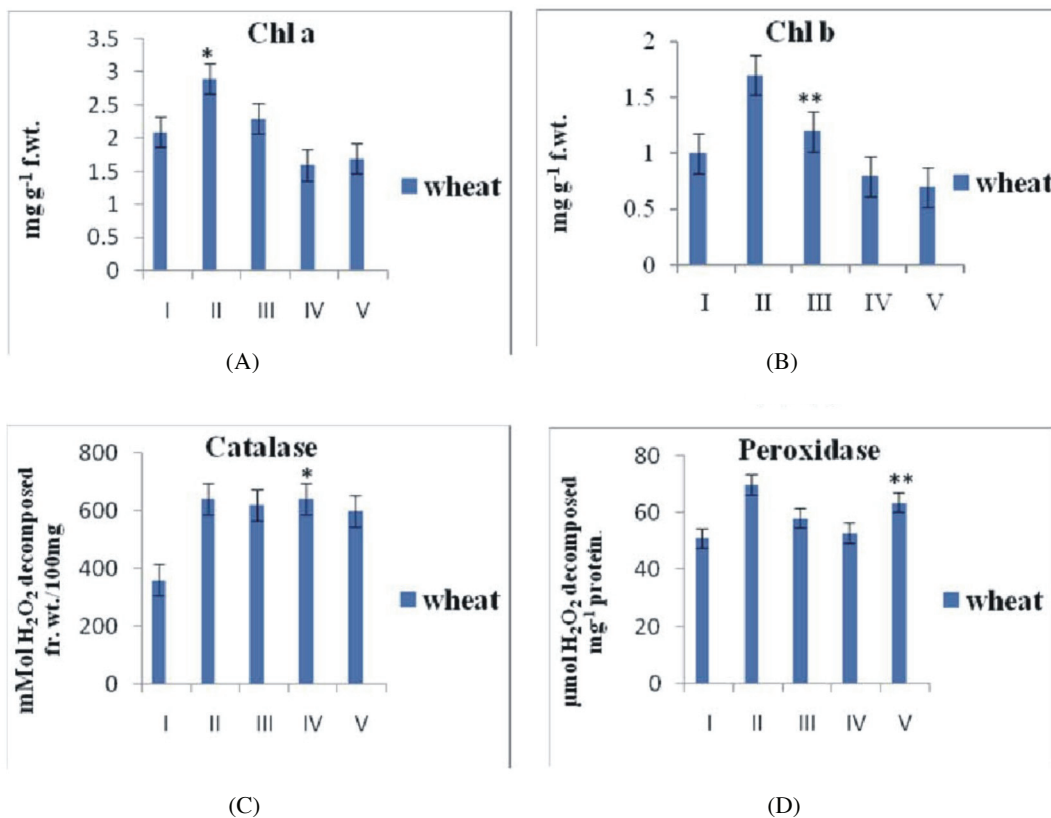 Chl a
3.5
3
2.5
2
1.5
1
0.5
0
mg g⁻¹ f.wt.
*
I II III IV V
wheat
(A)
Chl b
2
1.5
1
0.5
0
mg g⁻¹ f.wt.
**
I II III IV V
wheat
(B)
Catalase
800
600
400
200
0
mMol H₂O₂ decomposed
fr. wt./100mg
*
I II III IV V
wheat
(C)
Peroxidase
80
60
40
20
0
µmol H₂O₂ decomposed
mg⁻¹ protein.
**
I II III IV V
wheat
(D)